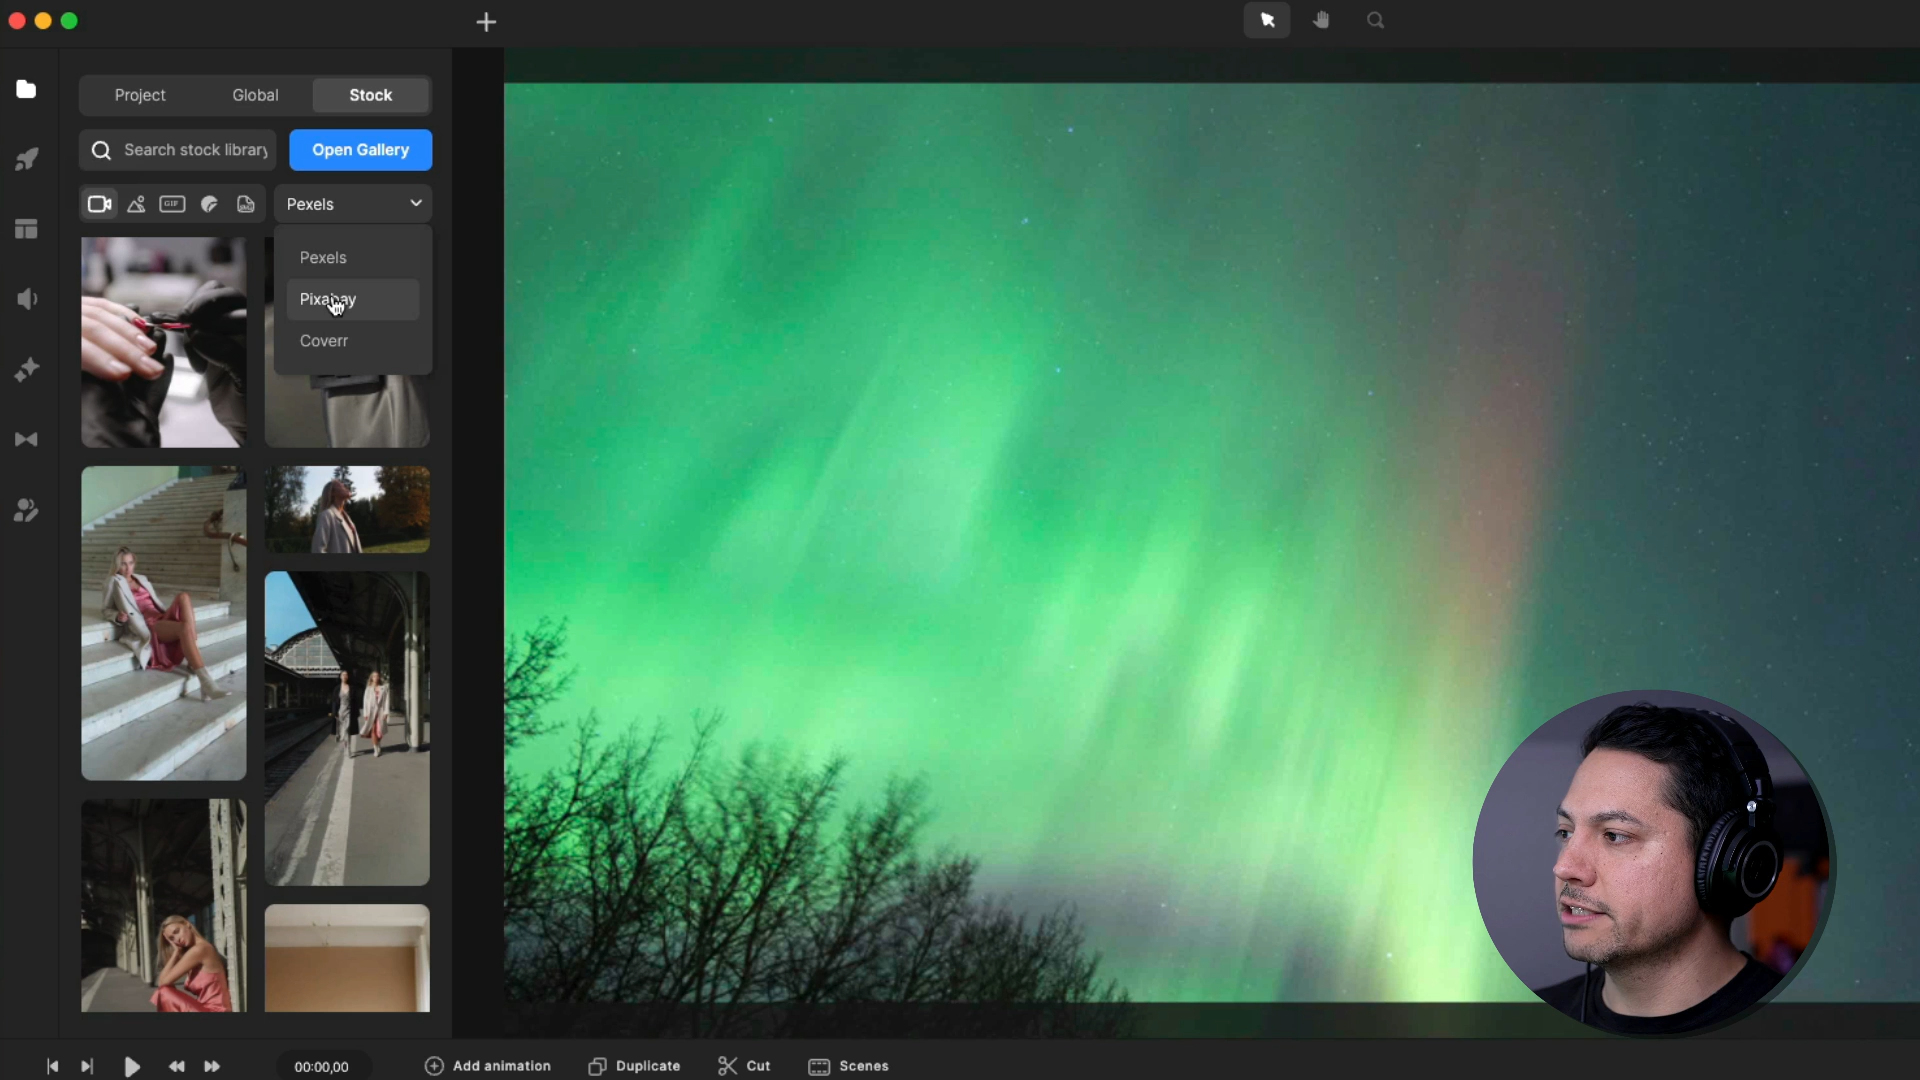 Project Global Stock
Search stock library Open Gallery
GIF Pexels
Pexels
Pixabay
Coverr
00:00,00 Add animation Duplicate Cut Scenes